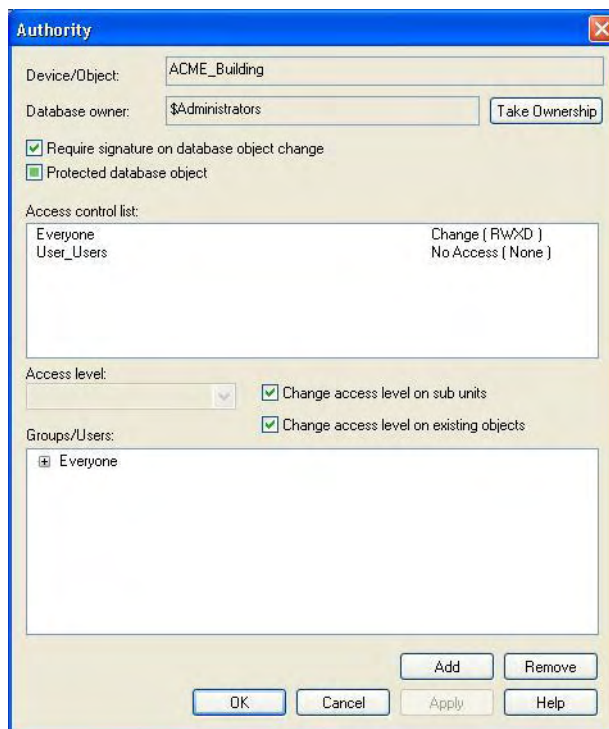 Authority
Device/Object: ACME_Building
Database owner: $Administrators Take Ownership
Require signature on database object change
Protected database object
Access control list:
Everyone Change ( RWXD )
User_Users No Access ( None )
Access level:
Change access level on sub units
Change access level on existing objects
Groups/Users:
Everyone
Add Remove
OK Cancel Apply Help